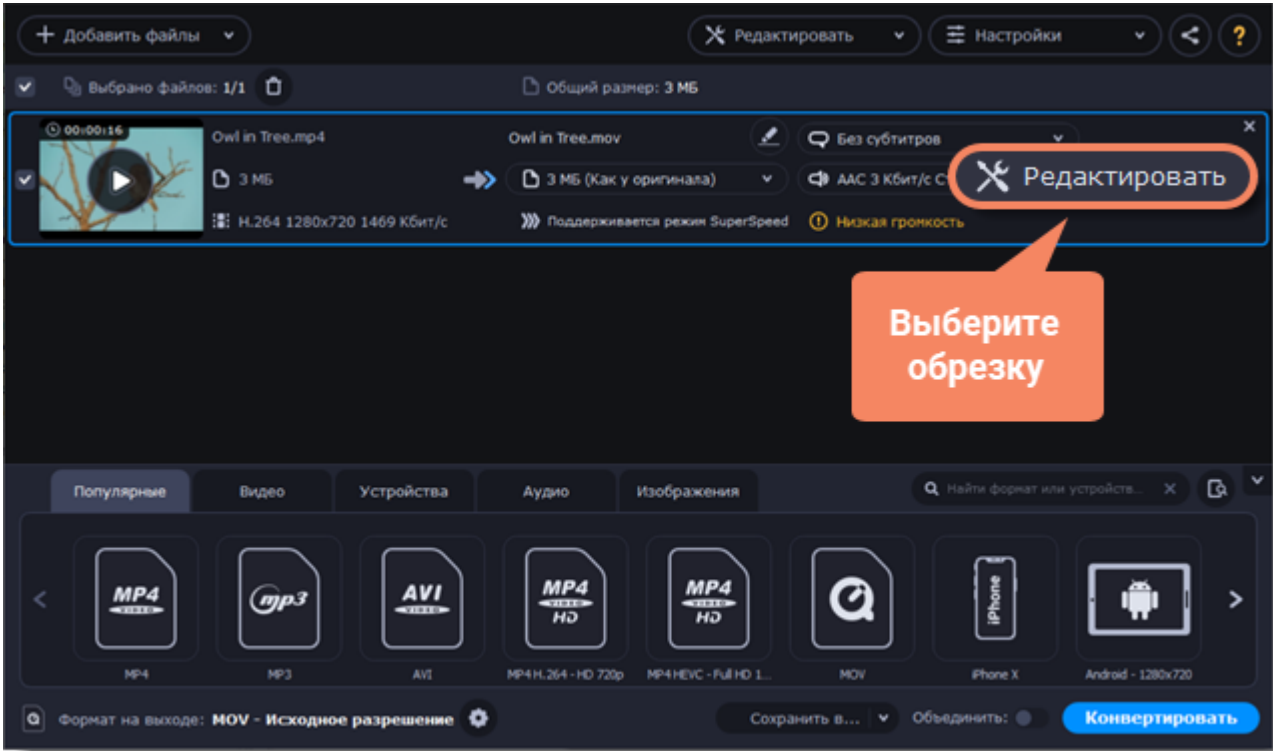 Добавить файлы
Редактировать
Настройки
?
Выбрано файлов: 1/1
Общий размер: 3 МБ
00:00:16
Owl in Tree.mp4
Owl in Tree.mov
Без субтитров
3 МБ
3 МБ (Как у оригинала)
AAC 3 Кбит/с
Редактировать
H.264 1280x720 1469 Кбит/с
Поддерживается режим SuperSpeed
Низкая громкость
Выберите
обрезку
Популярные
Видео
Устройства
Аудио
Изображения
Найти формат или устройств...
MP4
VIDEO
mp3
AVI
VIDEO
MP4
VIDEO
HD
MP4
VIDEO
HD
iPhone
MP4
MP3
AVI
MP4 H.264 - HD 720p
MP4 HEVC - Full HD 1...
MOV
iPhone X
Android - 1280x720
Формат на выходе: MOV - Исходное разрешение
Сохранить в...
Объединить:
Конвертировать